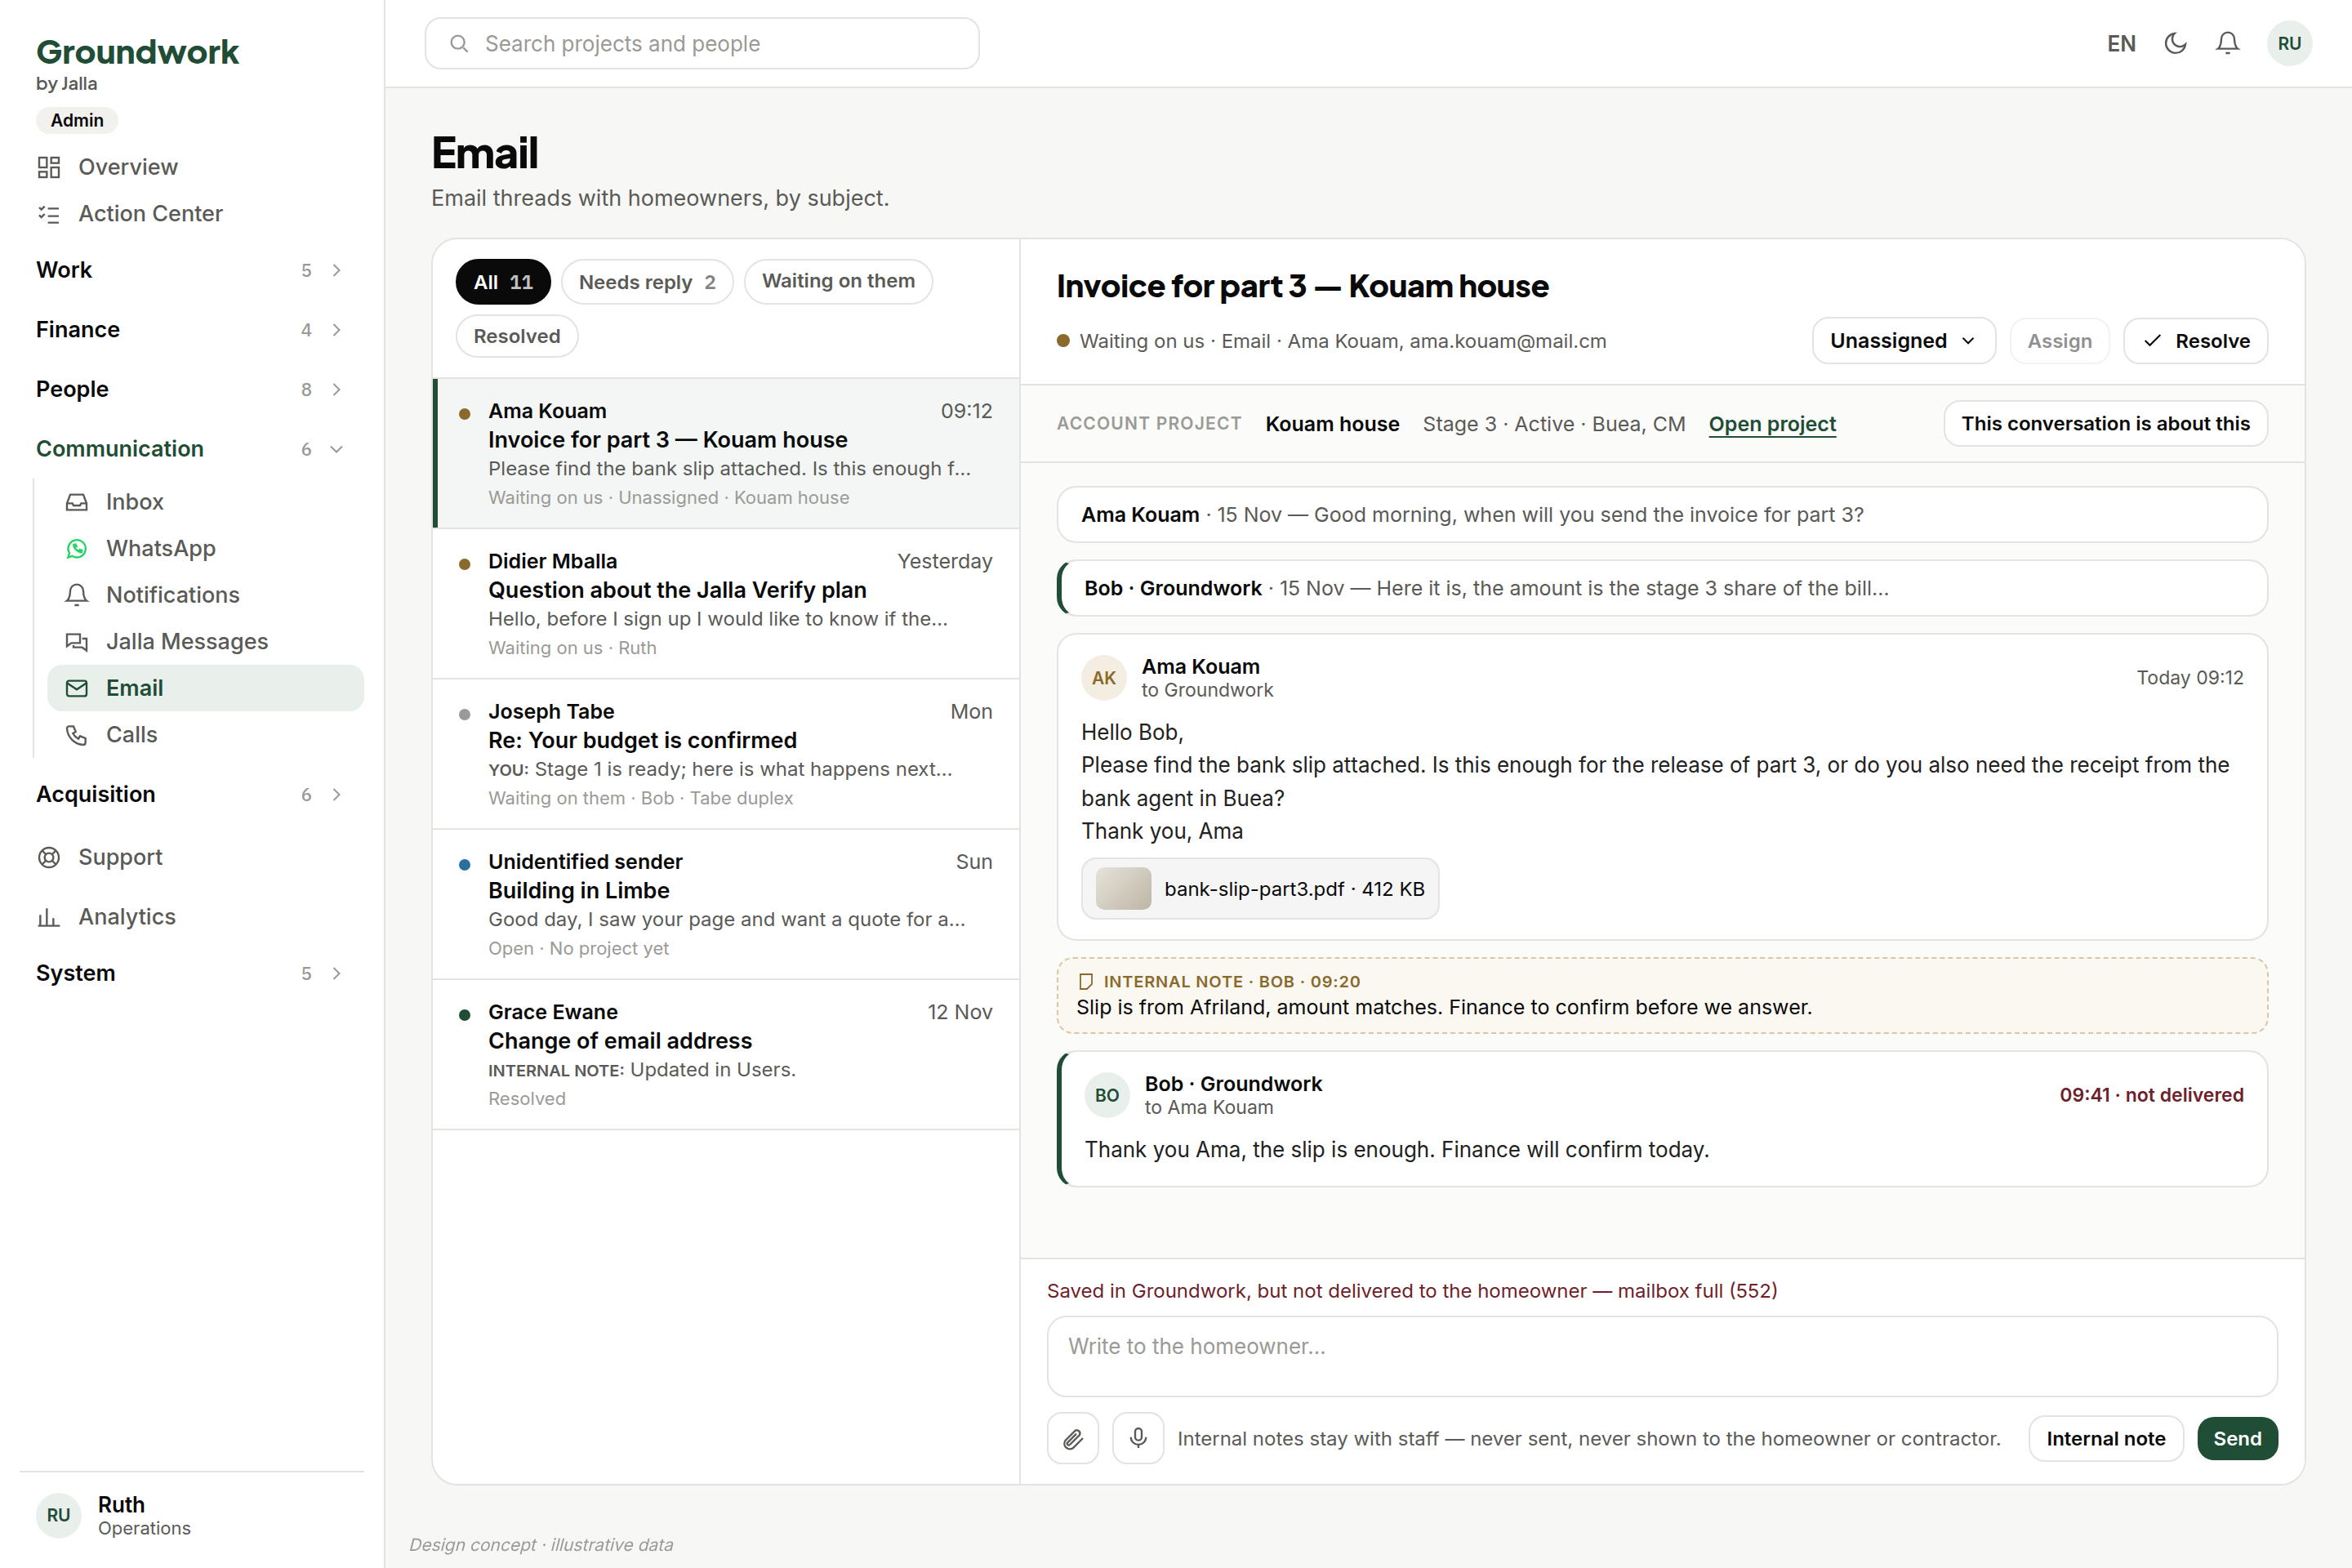 Groundwork
by Jalla
Admin
Overview
Action Center
Work 5
Finance 4
People 8
Communication 6
Inbox
WhatsApp
Notifications
Jalla Messages
Email
Calls
Acquisition 6
Support
Analytics
System 5
RU
Ruth
Operations
Search projects and people
EN
RU
Email
Email threads with homeowners, by subject.
All 11
Needs reply 2
Waiting on them
Resolved
Ama Kouam 09:12
Invoice for part 3 — Kouam house
Please find the bank slip attached. Is this enough f...
Waiting on us · Unassigned · Kouam house
Didier Mballa Yesterday
Question about the Jalla Verify plan
Hello, before I sign up I would like to know if the...
Waiting on us · Ruth
Joseph Tabe Mon
Re: Your budget is confirmed
YOU: Stage 1 is ready; here is what happens next...
Waiting on them · Bob · Tabe duplex
Unidentified sender Sun
Building in Limbe
Good day, I saw your page and want a quote for a...
Open · No project yet
Grace Ewane 12 Nov
Change of email address
INTERNAL NOTE: Updated in Users.
Resolved
Invoice for part 3 — Kouam house
Waiting on us · Email · Ama Kouam, ama.kouam@mail.cm
Unassigned
Assign
Resolve
ACCOUNT PROJECT Kouam house Stage 3 · Active · Buea, CM Open project
This conversation is about this
Ama Kouam · 15 Nov — Good morning, when will you send the invoice for part 3?
Bob · Groundwork · 15 Nov — Here it is, the amount is the stage 3 share of the bill...
AK
Ama Kouam
to Groundwork
Today 09:12
Hello Bob,
Please find the bank slip attached. Is this enough for the release of part 3, or do you also need the receipt from the
bank agent in Buea?
Thank you, Ama
bank-slip-part3.pdf · 412 KB
INTERNAL NOTE · BOB · 09:20
Slip is from Afriland, amount matches. Finance to confirm before we answer.
BO
Bob · Groundwork
to Ama Kouam
09:41 · not delivered
Thank you Ama, the slip is enough. Finance will confirm today.
Saved in Groundwork, but not delivered to the homeowner — mailbox full (552)
Write to the homeowner...
Internal notes stay with staff — never sent, never shown to the homeowner or contractor.
Internal note
Send
Design concept · illustrative data